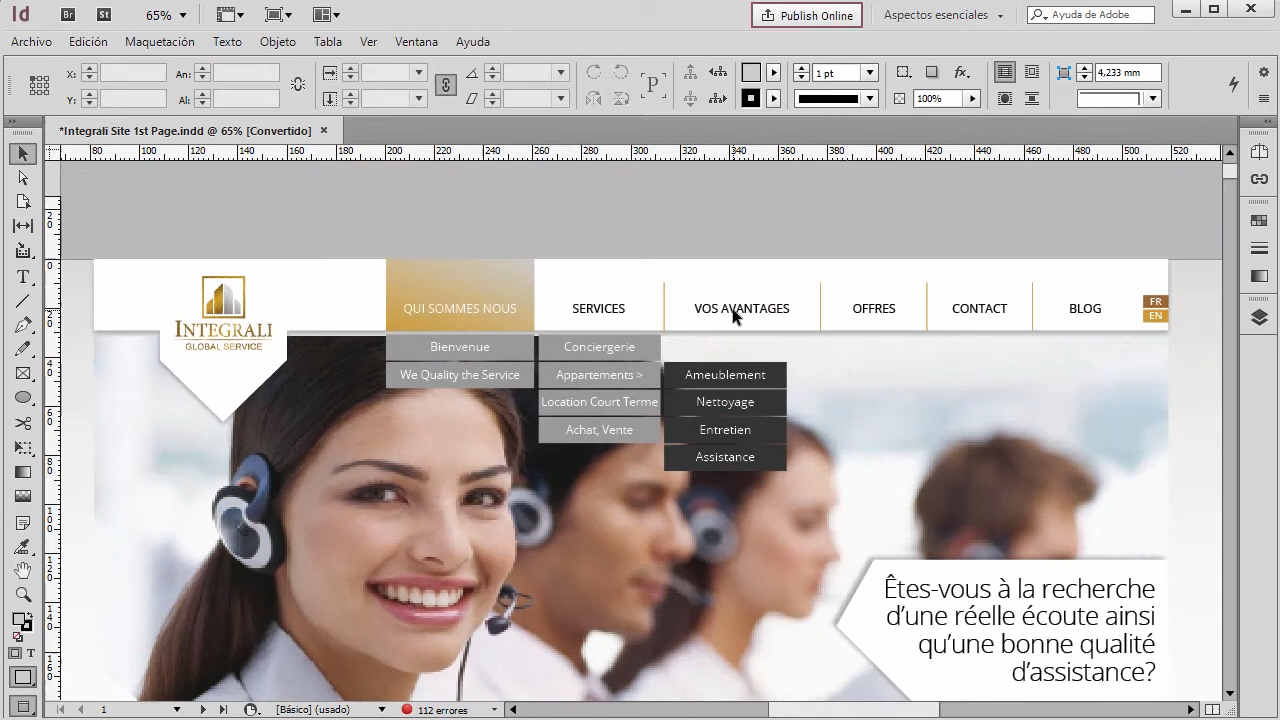 Id Br St 65% Publish Online Aspectos esenciales Ayuda de Adobe
Archivo Edición Maquetación Texto Objeto Tabla Ver Ventana Ayuda
X: An: 1 pt fx. 4,233 mm
Y: Al: 100%
*Integrali Site 1st Page.indd @ 65% [Convertido] ×
80 100 120 140 160 180 200 220 240 260 280 300 320 340 360 380 400 420 440 460 480 500 520
QUI SOMMES NOUS SERVICES VOS AVANTAGES OFFRES CONTACT BLOG FR
EN
INTEGRALI
GLOBAL SERVICE
Bienvenue Conciergerie
We Quality the Service Appartements > Ameublement
Location Court Terme Nettoyage
Achat, Vente Entretien
Assistance
Êtes-vous à la recherche
d'une réelle écoute ainsi
qu'une bonne qualité
d'assistance?
1 [Básico] (usado) 112 errores